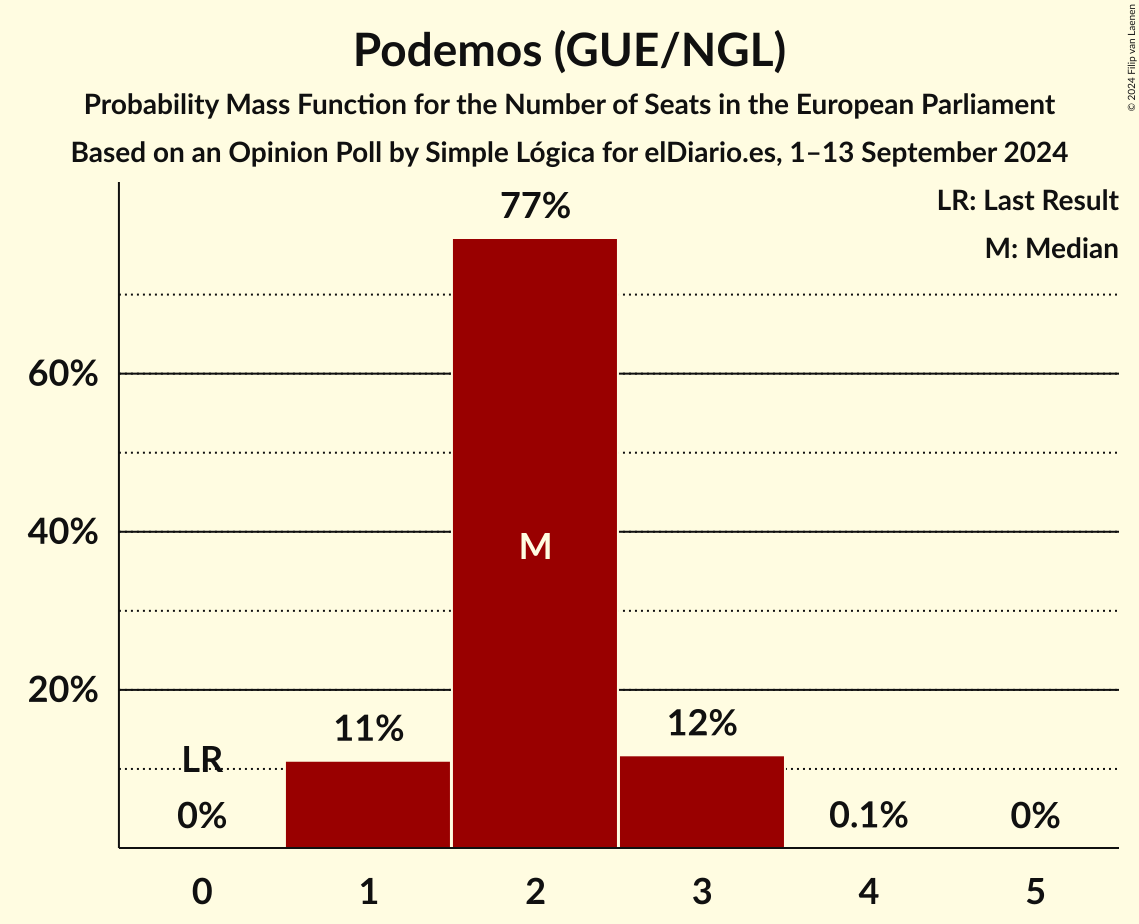 Podemos (GUE/NGL)
Probability Mass Function for the Number of Seats in the European Parliament
Based on an Opinion Poll by Simple Lógica for elDiario.es, 1–13 September 2024
© 2024 Filip van Laenen
LR: Last Result
M: Median
77%
60%
40%
M
20%
12%
11%
LR
0%
0.1%
0%
0 1 2 3 4 5